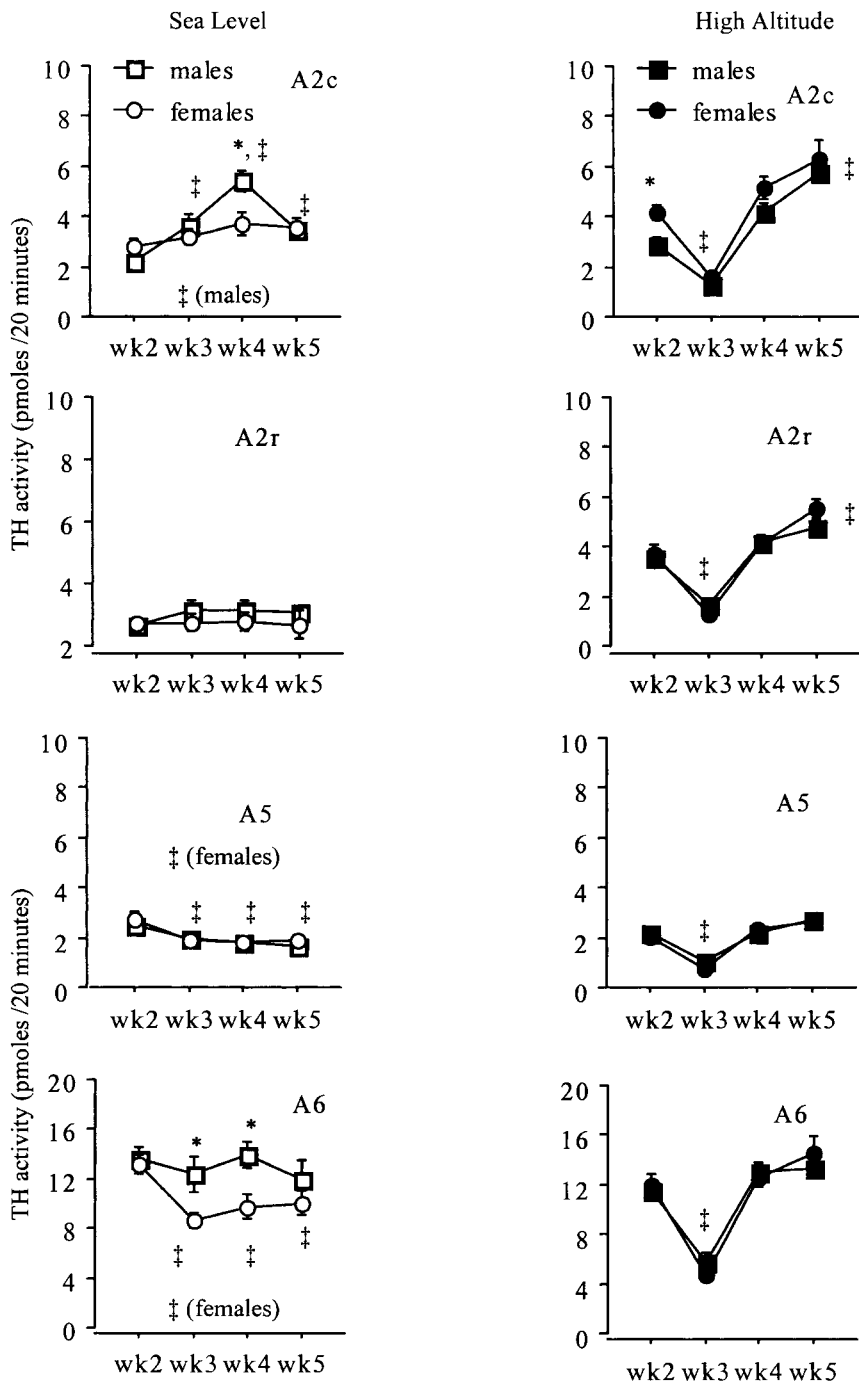 Sea Level
High Altitude
TH activity (pmoles /20 minutes)
TH activity (pmoles /20 minutes)
males
females
A2c
10
8
6
4
2
0
‡
*, ‡
‡
‡ (males)
wk2 wk3 wk4 wk5
males
females
A2c
10
8
6
4
2
0
*
‡
‡
wk2 wk3 wk4 wk5
A2r
10
8
6
4
2
wk2 wk3 wk4 wk5
A2r
10
8
6
4
2
0
‡
‡
wk2 wk3 wk4 wk5
A5
10
8
6
4
2
0
‡ (females)
‡ ‡ ‡
wk2 wk3 wk4 wk5
A5
10
8
6
4
2
0
‡
wk2 wk3 wk4 wk5
A6
20
16
12
8
4
0
* *
‡ ‡ ‡
‡ (females)
wk2 wk3 wk4 wk5
A6
20
16
12
8
4
0
‡
wk2 wk3 wk4 wk5